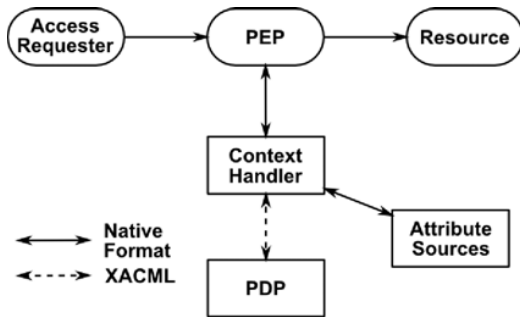 Access
Requester
PEP
Resource
Context
Handler
Attribute
Sources
Native
Format
XACML
PDP